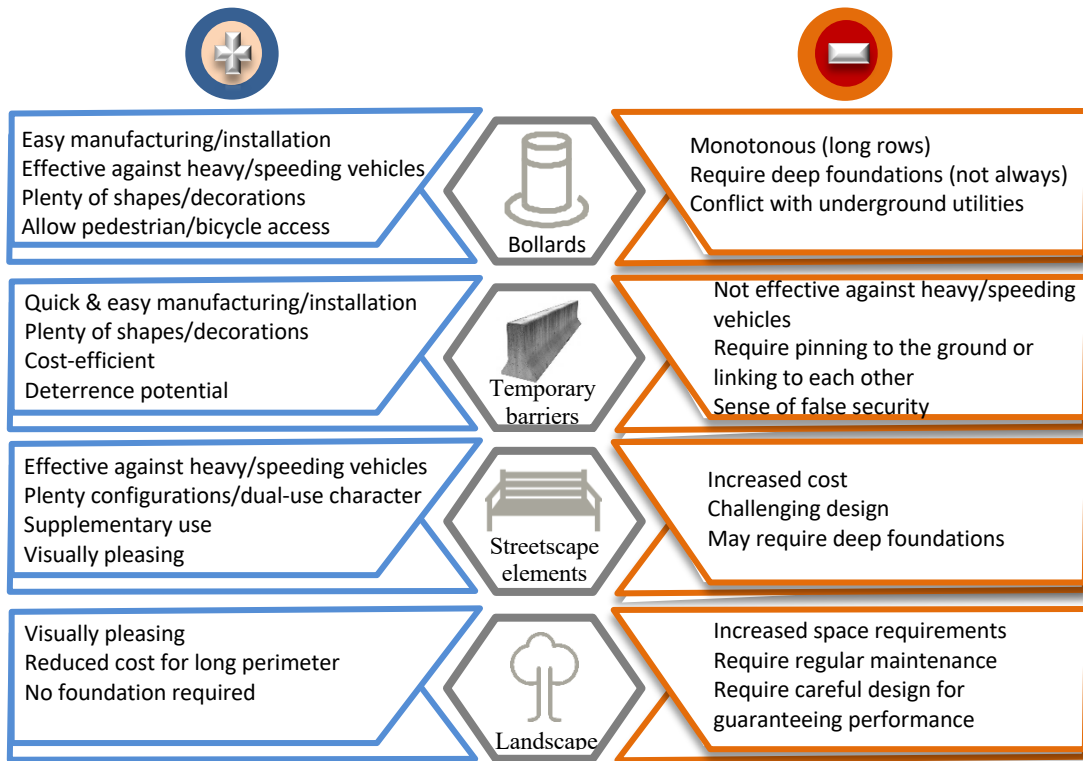 Easy manufacturing/installation
Effective against heavy/speeding vehicles
Plenty of shapes/decorations
Allow pedestrian/bicycle access
Bollards
Monotonous (long rows)
Require deep foundations (not always)
Conflict with underground utilities
Quick & easy manufacturing/installation
Plenty of shapes/decorations
Cost-efficient
Deterrence potential
Temporary
barriers
Not effective against heavy/speeding
vehicles
Require pinning to the ground or
linking to each other
Sense of false security
Effective against heavy/speeding vehicles
Plenty configurations/dual-use character
Supplementary use
Visually pleasing
Streetscape
elements
Increased cost
Challenging design
May require deep foundations
Visually pleasing
Reduced cost for long perimeter
No foundation required
Landscape
Increased space requirements
Require regular maintenance
Require careful design for
guaranteeing performance